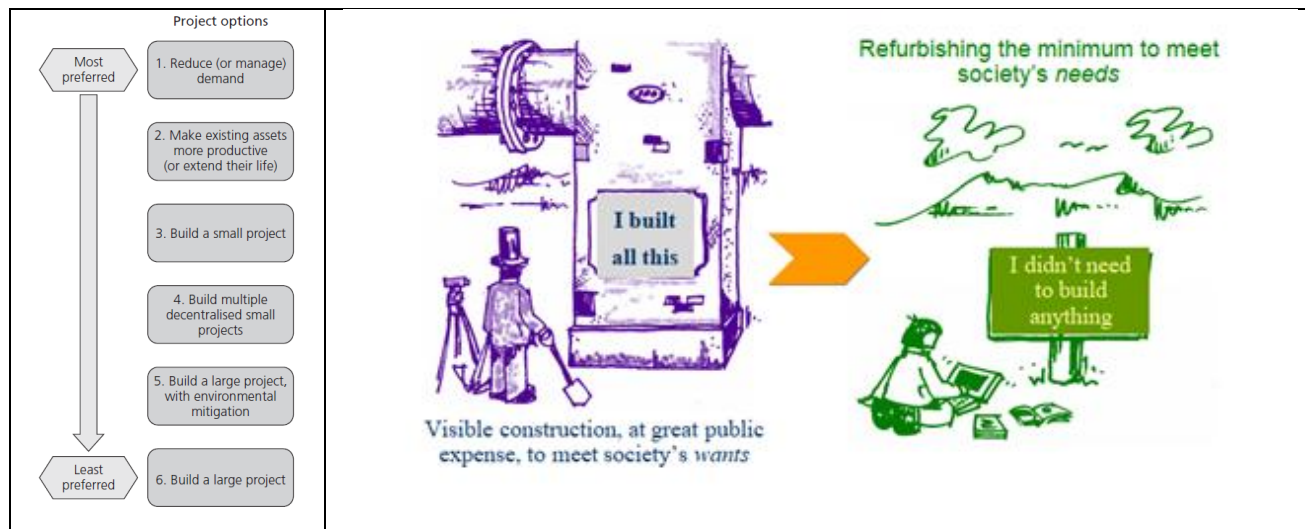 Project options
Most
preferred
1. Reduce (or manage)
demand
2. Make existing assets
more productive
(or extend their life)
3. Build a small project
4. Build multiple
decentralised small
projects
5. Build a large project,
with environmental
mitigation
Least
preferred
6. Build a large project
I built
all this
Visible construction, at great public
expense, to meet society's wants
Refurbishing the minimum to meet
society's needs
I didn't need
to build
anything